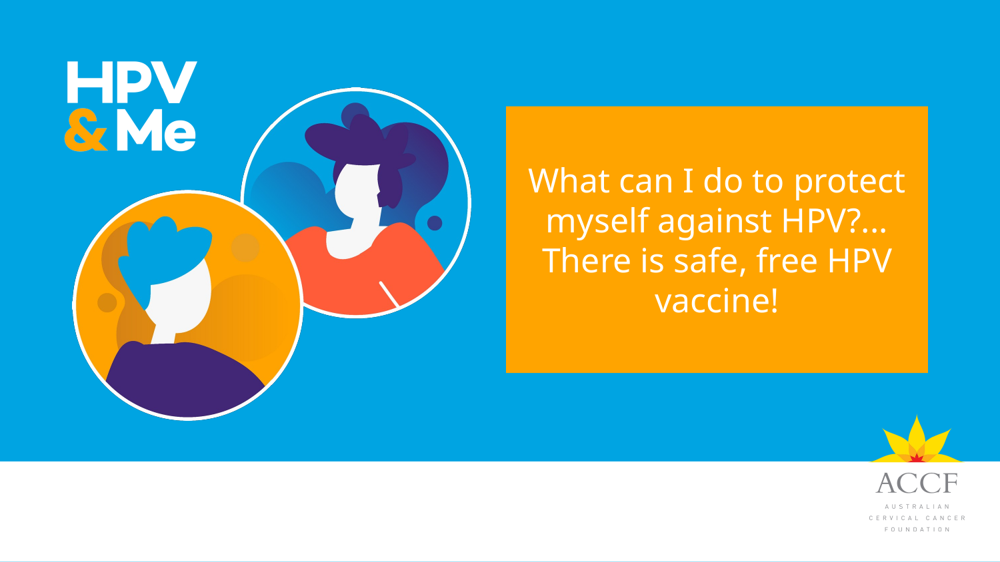 HPV
& Me
What can I do to protect
myself against HPV?...
There is safe, free HPV
vaccine!
ACCF
AUSTRALIAN
CERVICAL CANCER
FOUNDATION